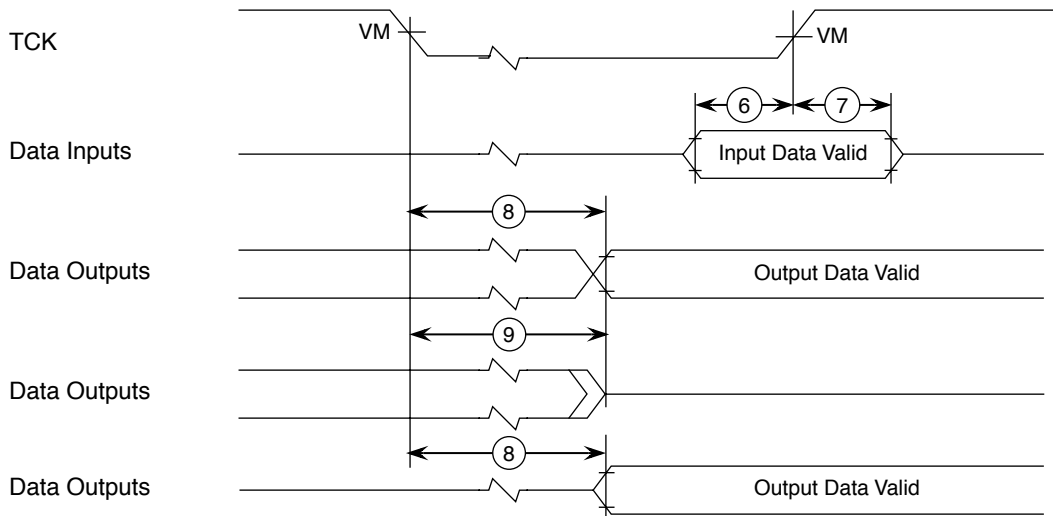 TCK
VM
VM
6
7
Data Inputs
Input Data Valid
8
Data Outputs
Output Data Valid
9
Data Outputs
8
Data Outputs
Output Data Valid